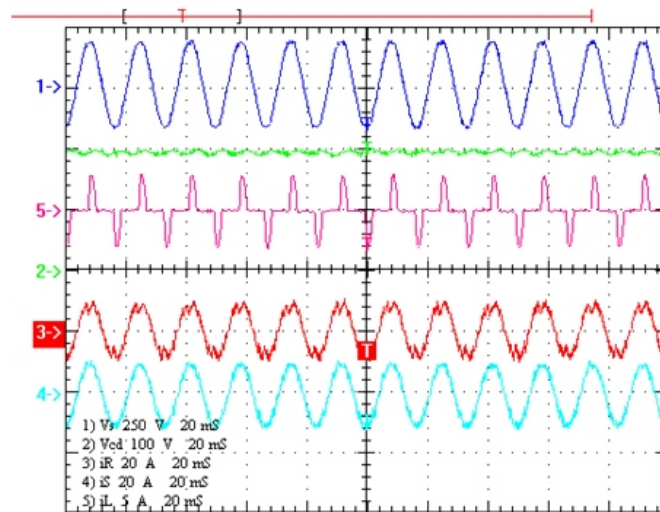 T
1->
5->
2->
3->
T
4->
1) Vs 250 V 20 mS
2) Vcd 100 V 20 mS
3) iR 20 A 20 mS
4) iS 20 A 20 mS
5) iL 5 A 20 mS